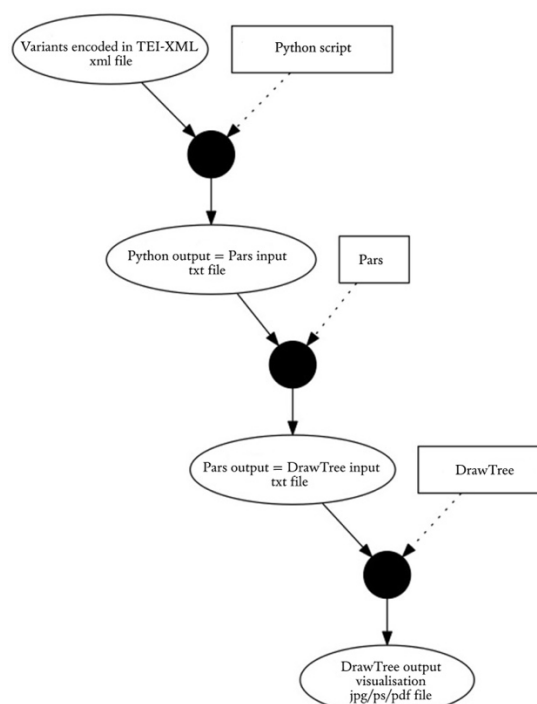 Variants encoded in TEI-XML
xml file
Python script
Python output = Pars input
txt file
Pars
Pars output = DrawTree input
txt file
DrawTree
DrawTree output
visualisation
jpg/ps/pdf file